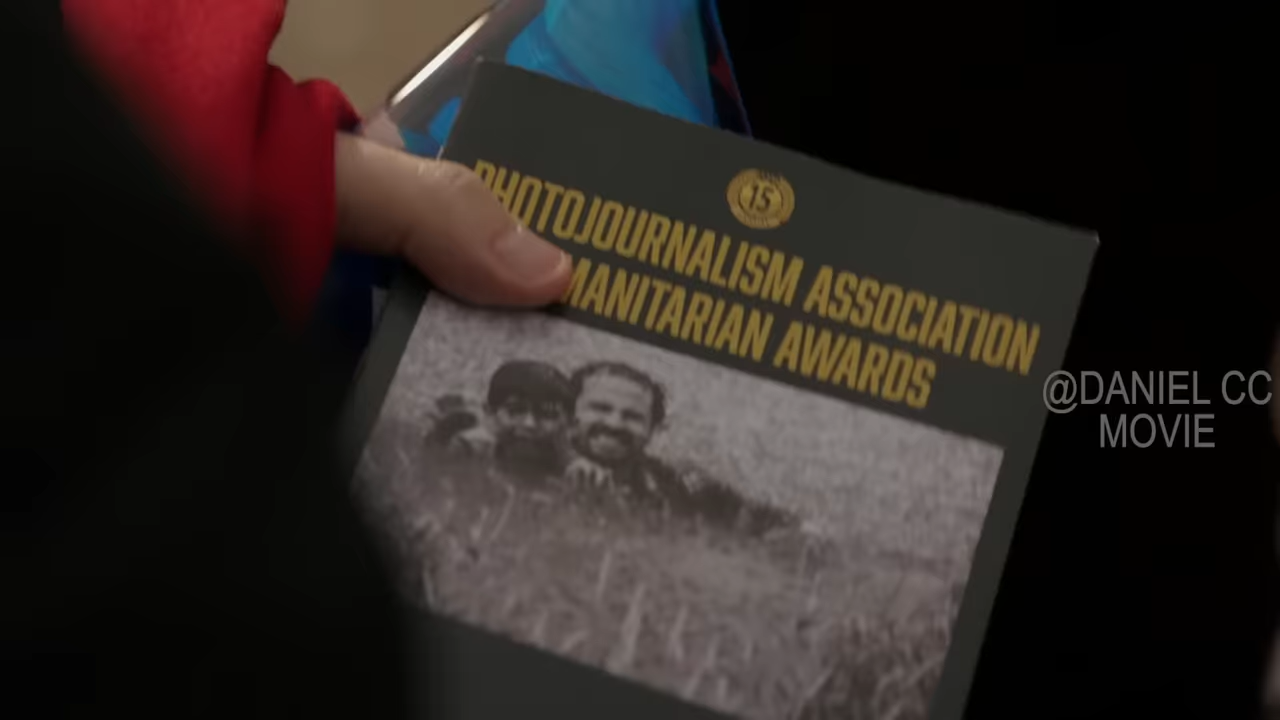 15
PHOTOJOURNALISM ASSOCIATION
MANITARIAN AWARDS
@DANIEL CC
MOVIE